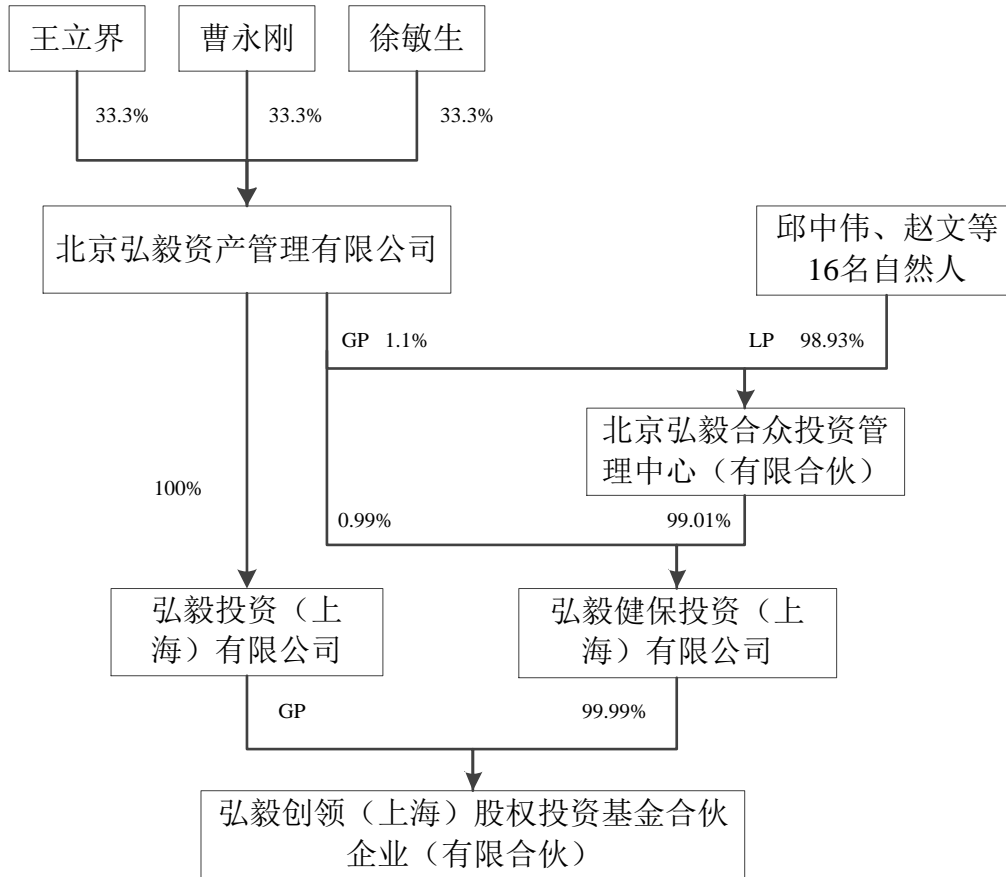 王立界
曹永刚
徐敏生
33.3%
33.3%
33.3%
北京弘毅资产管理有限公司
邱中伟、赵文等
16名自然人
GP 1.1%
LP 98.93%
北京弘毅合众投资管
理中心（有限合伙）
100%
0.99%
99.01%
弘毅投资（上
海）有限公司
弘毅健保投资（上
海）有限公司
GP
99.99%
弘毅创领（上海）股权投资基金合伙
企业（有限合伙）